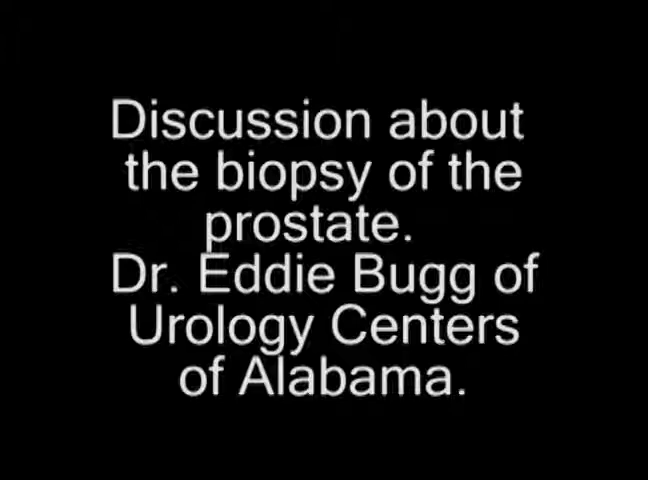 Discussion about
the biopsy of the
prostate.
Dr. Eddie Bugg of
Urology Centers
of Alabama.